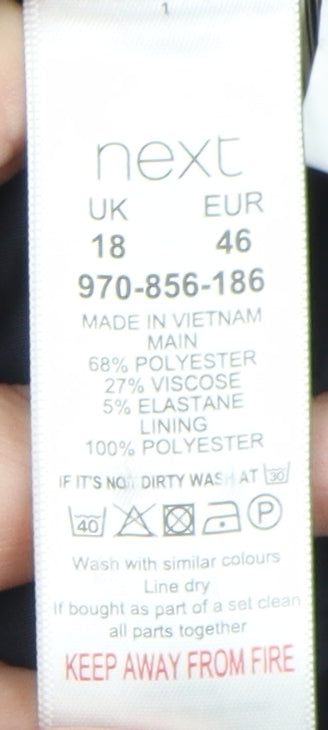 1
next
UK EUR
18 46
970-856-186
MADE IN VIETNAM
MAIN
68% POLYESTER
27% VISCOSE
5% ELASTANE
LINING
100% POLYESTER
IF IT'S NOT DIRTY WASH AT 30
40 P
Wash with similar colours
Line dry
If bought as part of a set clean
all parts together
KEEP AWAY FROM FIRE